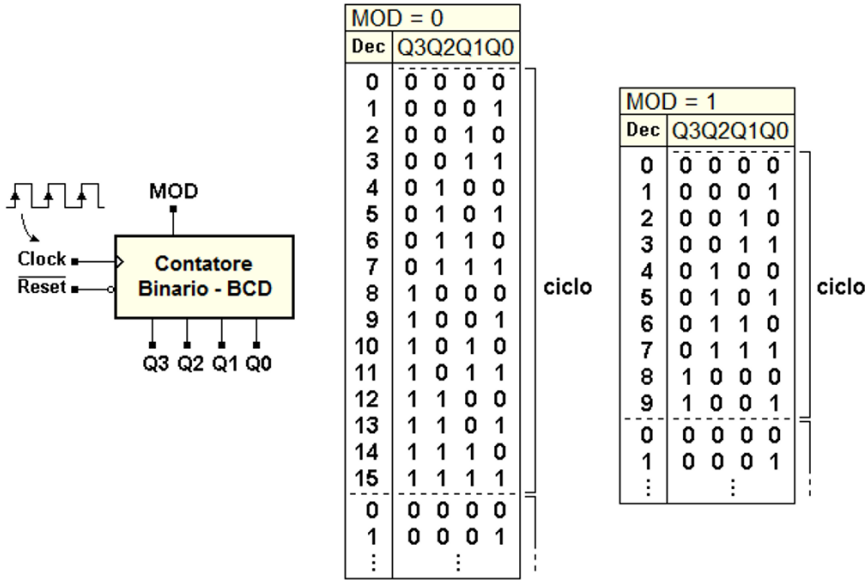 MOD
Clock
Reset
Contatore
Binario - BCD
Q3 Q2 Q1 Q0
MOD = 0
Dec Q3Q2Q1Q0
0 0 0 0 0
1 0 0 0 1
2 0 0 1 0
3 0 0 1 1
4 0 1 0 0
5 0 1 0 1
6 0 1 1 0
7 0 1 1 1
8 1 0 0 0
9 1 0 0 1
10 1 0 1 0
11 1 0 1 1
12 1 1 0 0
13 1 1 0 1
14 1 1 1 0
15 1 1 1 1
0 0 0 0 0
1 0 0 0 1
⋮ ⋮
ciclo
MOD = 1
Dec Q3Q2Q1Q0
0 0 0 0 0
1 0 0 0 1
2 0 0 1 0
3 0 0 1 1
4 0 1 0 0
5 0 1 0 1
6 0 1 1 0
7 0 1 1 1
8 1 0 0 0
9 1 0 0 1
0 0 0 0 0
1 0 0 0 1
⋮ ⋮
ciclo